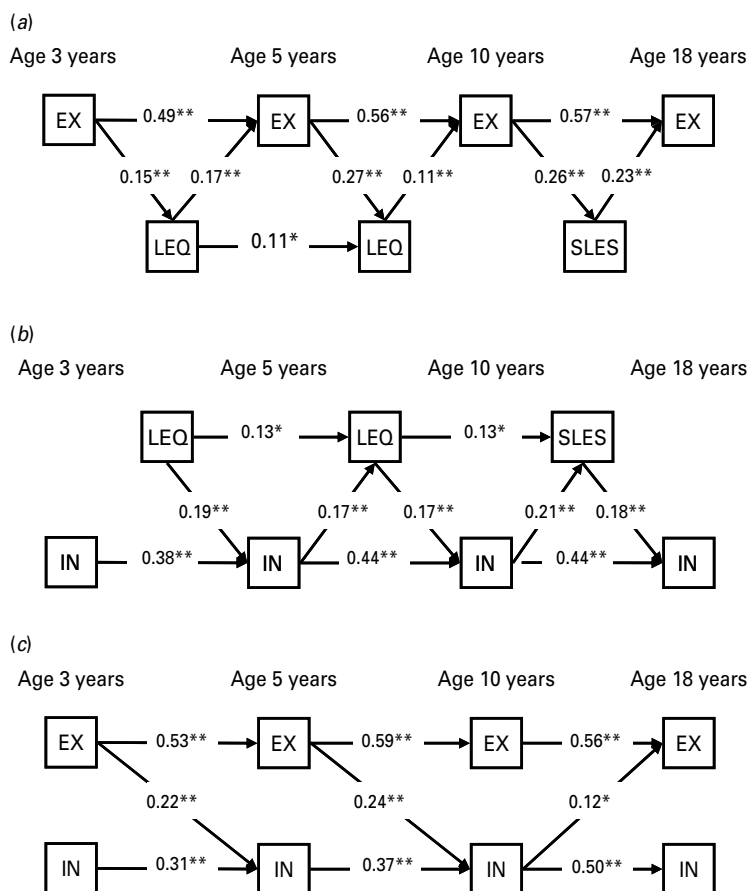 (a)
Age 3 years Age 5 years Age 10 years Age 18 years
EX 0.49** EX 0.56** EX 0.57** EX
0.15** 0.17** 0.27** 0.11** 0.26** 0.23**
LEQ 0.11* LEQ SLES
(b)
Age 3 years Age 5 years Age 10 years Age 18 years
LEQ 0.13* LEQ 0.13* SLES
0.19** 0.17** 0.17** 0.21** 0.18**
IN 0.38** IN 0.44** IN 0.44** IN
(c)
Age 3 years Age 5 years Age 10 years Age 18 years
EX 0.53** EX 0.59** EX 0.56** EX
0.22** 0.24** 0.12*
IN 0.31** IN 0.37** IN 0.50** IN